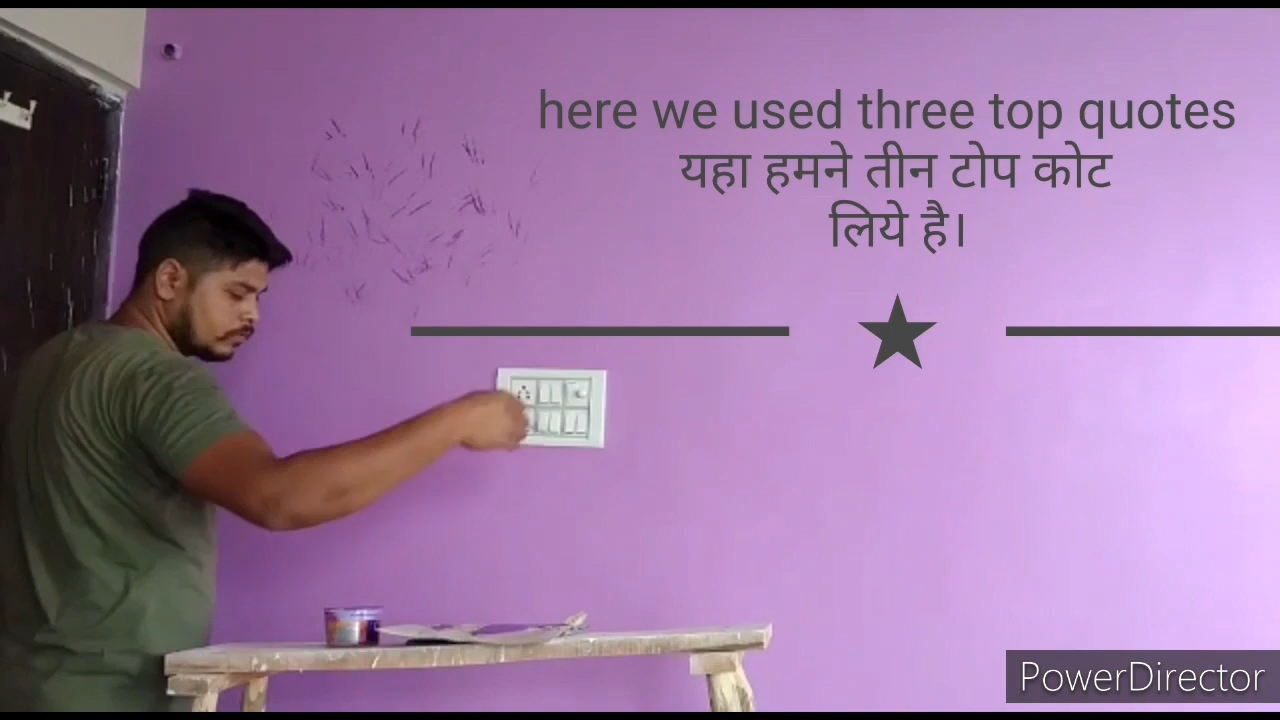 here we used three top quotes
यहा हमने तीन टोप कोट
लिये है।
PowerDirector